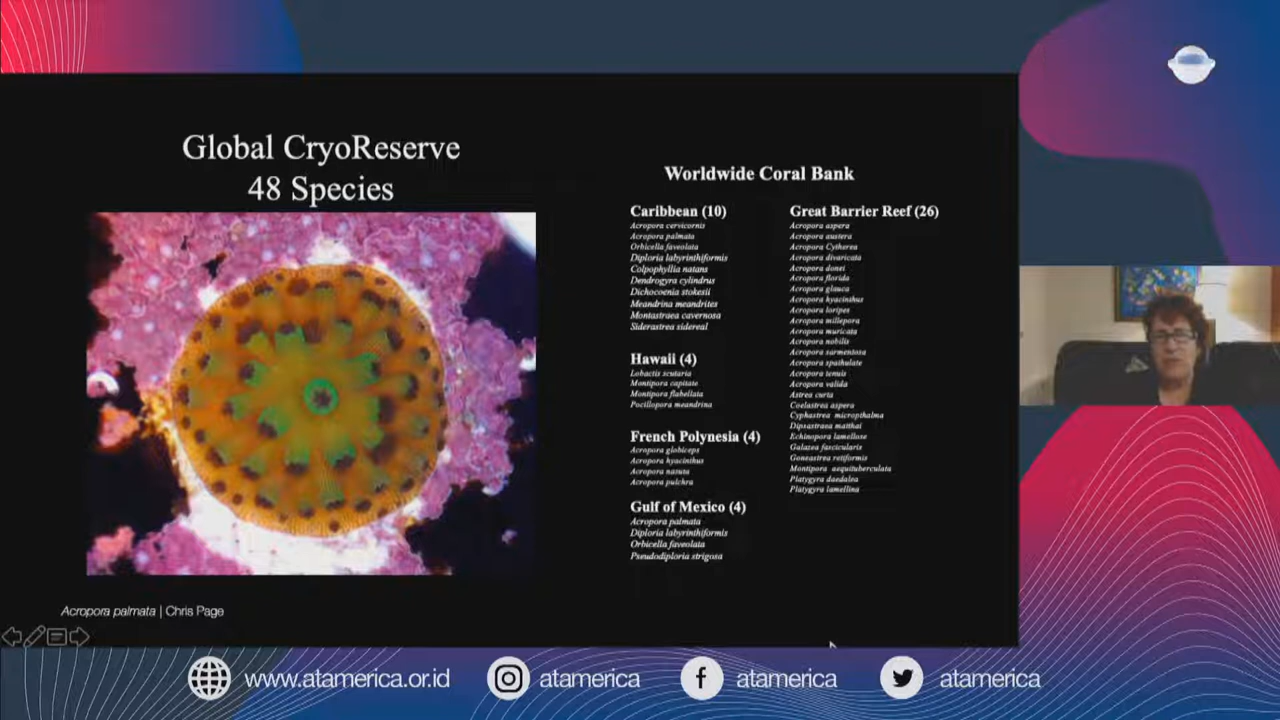 Global CryoReserve
48 Species
Acropora palmata | Chris Page
Worldwide Coral Bank
Caribbean (10)
Acropora cervicornis
Acropora palmata
Orbicella faveolata
Diploria labyrinthiformis
Colpophyllia natans
Dendrogyra cylindrus
Dichocoenia stokesii
Meandrina meandrites
Montastraea cavernosa
Siderastrea sidereal
Hawaii (4)
Lobactis scutaria
Montipora capitate
Montipora flabellata
Pocillopora meandrina
French Polynesia (4)
Acropora globiceps
Acropora hyacinthus
Acropora nasuta
Acropora pulchra
Gulf of Mexico (4)
Acropora palmata
Diploria labyrinthiformis
Orbicella faveolata
Pseudodiploria strigosa
Great Barrier Reef (26)
Acropora aspera
Acropora austera
Acropora Cytherea
Acropora divaricata
Acropora donei
Acropora florida
Acropora glauca
Acropora hyacinthus
Acropora loripes
Acropora millepora
Acropora muricata
Acropora nobilis
Acropora sarmentosa
Acropora spathulate
Acropora tenuis
Acropora valida
Astrea curta
Coelastrea aspera
Cyphastrea micropthalma
Dipsastraea matthai
Echinopora lamellose
Galaxea fascicularis
Goneastrea retiformis
Montipora aequituberculata
Platygyra daedalea
Platygyra lamellina
www.atamerica.or.id
atamerica
atamerica
atamerica